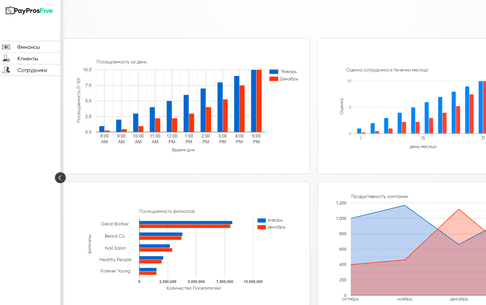 PayProsFive
Финансы
Клиенты
Сотрудники
Посещаемость за день
Посещаемость (1-10)
10.0
7.5
5.0
2.5
0.0
8:00 AM
9:00 AM
10:00 AM
11:00 AM
12:00 PM
1:00 PM
2:00 PM
3:00 PM
4:00 PM
5:00 PM
Время дня
Январь
Декабрь
Оценка сотрудника в течении месяца
Оценка
10
5
0
1
15
31
день месяца
Посещаемость филиалов
филиалы
Great Barber
Beard Co.
Nail Salon
Healthy People
Forever Young
0
2,500,000
5,000,000
7,500,000
10,000,000
Количество Посетителей
январь
декабрь
Продуктивность компании
1,200
1,000
800
600
400
200
0
октябрь
ноябрь
декабрь